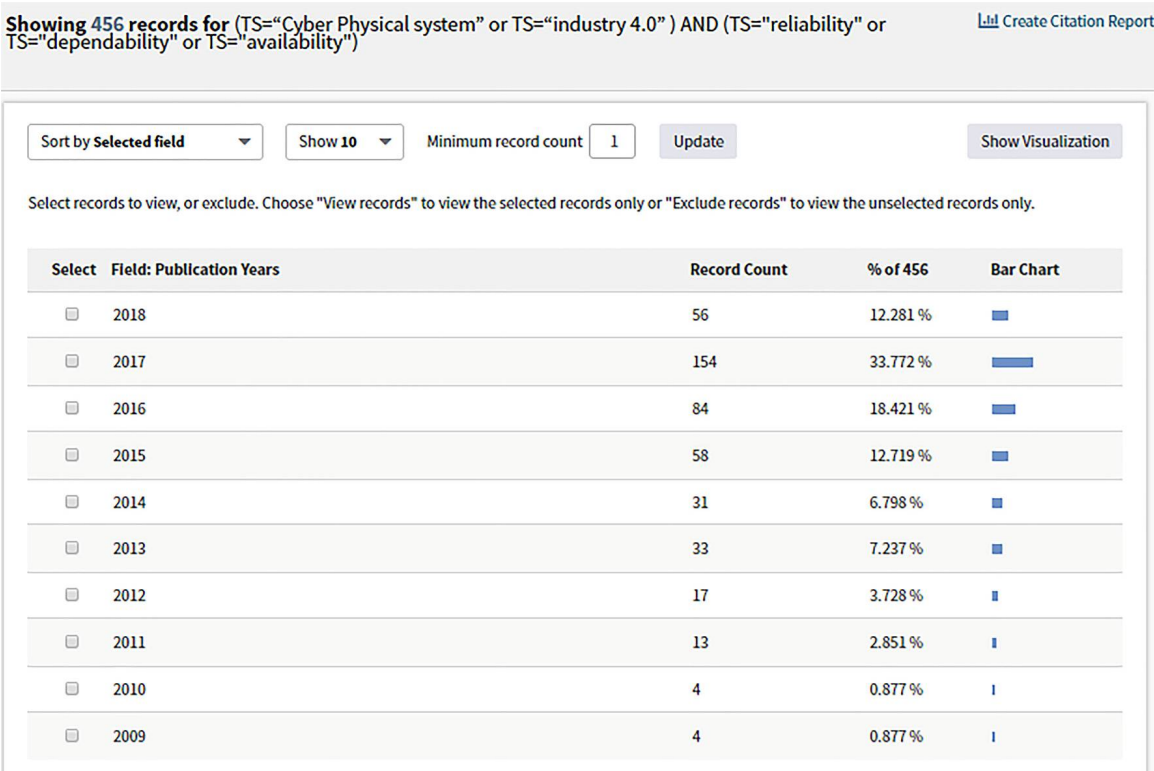 Showing 456 records for (TS=“Cyber Physical system” or TS=“industry 4.0” ) AND (TS="reliability" or
TS="dependability" or TS="availability")
Create Citation Report
Sort by Selected field Show 10 Minimum record count 1 Update Show Visualization
Select records to view, or exclude. Choose "View records" to view the selected records only or "Exclude records" to view the unselected records only.
Select Field: Publication Years Record Count % of 456 Bar Chart
2018 56 12.281 %
2017 154 33.772 %
2016 84 18.421 %
2015 58 12.719 %
2014 31 6.798 %
2013 33 7.237 %
2012 17 3.728 %
2011 13 2.851 %
2010 4 0.877 %
2009 4 0.877 %